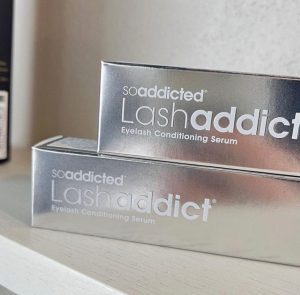 soaddicted®
Lashaddict
Eyelash Conditioning Serum
soaddicted®
Lashaddict®
Eyelash Conditioning Serum